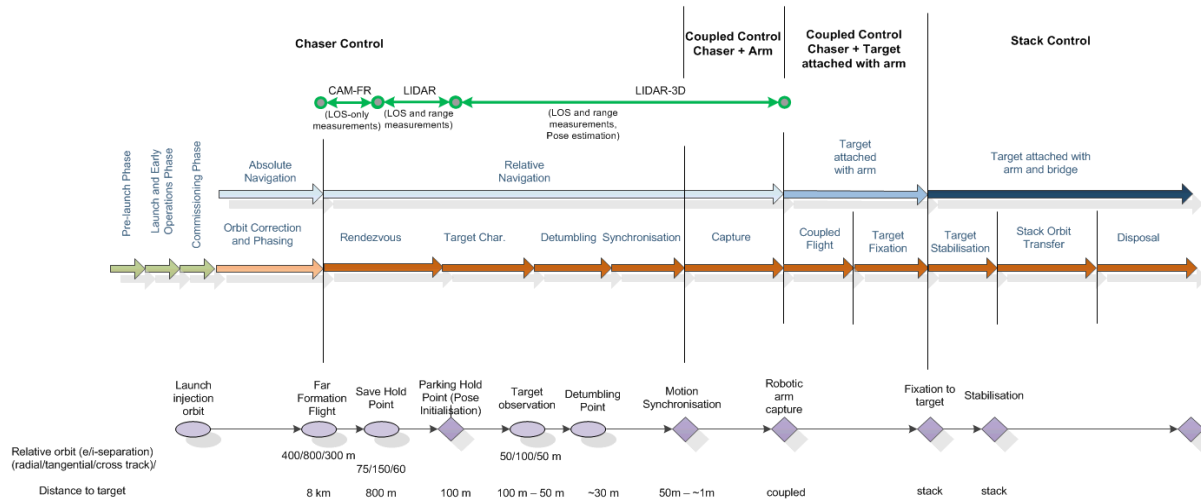 Chaser Control
Coupled Control
Chaser + Arm
Coupled Control
Chaser + Target
attached with arm
Stack Control
CAM-FR
LIDAR
LIDAR-3D
(LOS-only
measurements)
(LOS and range
measurements)
(LOS and range
measurements,
Pose estimation)
Pre-launch Phase
Launch and Early
Operations Phase
Commissioning Phase
Absolute
Navigation
Relative
Navigation
Target
attached
with arm
Target attached with
arm and bridge
Orbit Correction
and Phasing
Rendezvous
Target Char.
Detumbling
Synchronisation
Capture
Coupled
Flight
Target
Fixation
Target
Stabilisation
Stack Orbit
Transfer
Disposal
Launch
injection
orbit
Far
Formation
Flight
Save Hold
Point
Parking Hold
Point (Pose
Initialisation)
Target
observation
Detumbling
Point
Motion
Synchronisation
Robotic
arm
capture
Fixation to
target
Stabilisation
Relative orbit (e/i-separation)
(radial/tangential/cross track)/
400/800/300 m
75/150/60
50/100/50 m
Distance to target
8 km
800 m
100 m
100 m – 50 m
~30 m
50m – ~1m
coupled
stack
stack